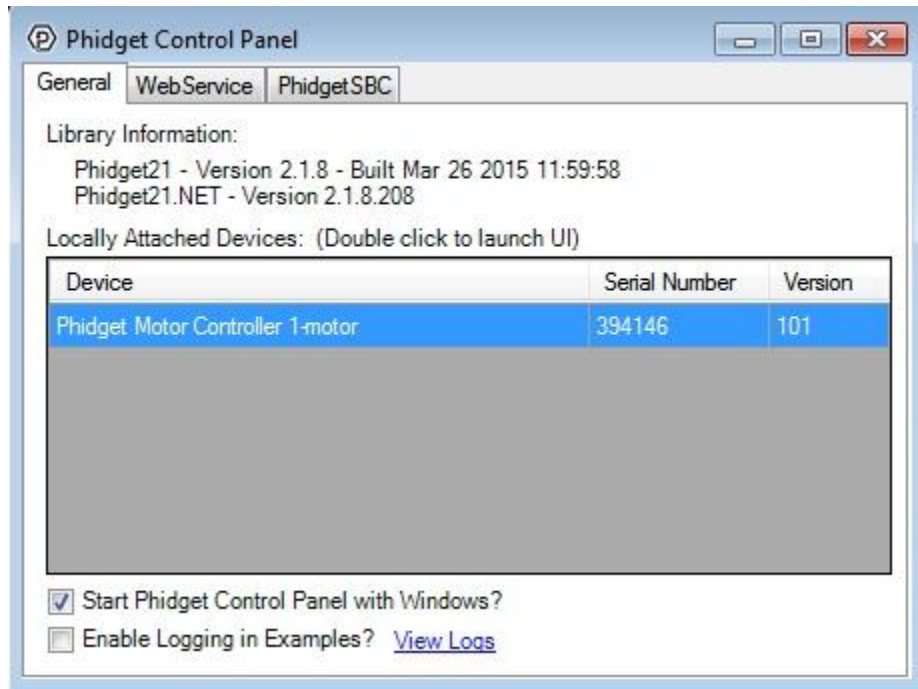 Phidget Control Panel
General WebService PhidgetSBC
Library Information:
Phidget21 - Version 2.1.8 - Built Mar 26 2015 11:59:58
Phidget21.NET - Version 2.1.8.208
Locally Attached Devices: (Double click to launch UI)
Device Serial Number Version
Phidget Motor Controller 1-motor 394146 101
Start Phidget Control Panel with Windows?
Enable Logging in Examples? View Logs